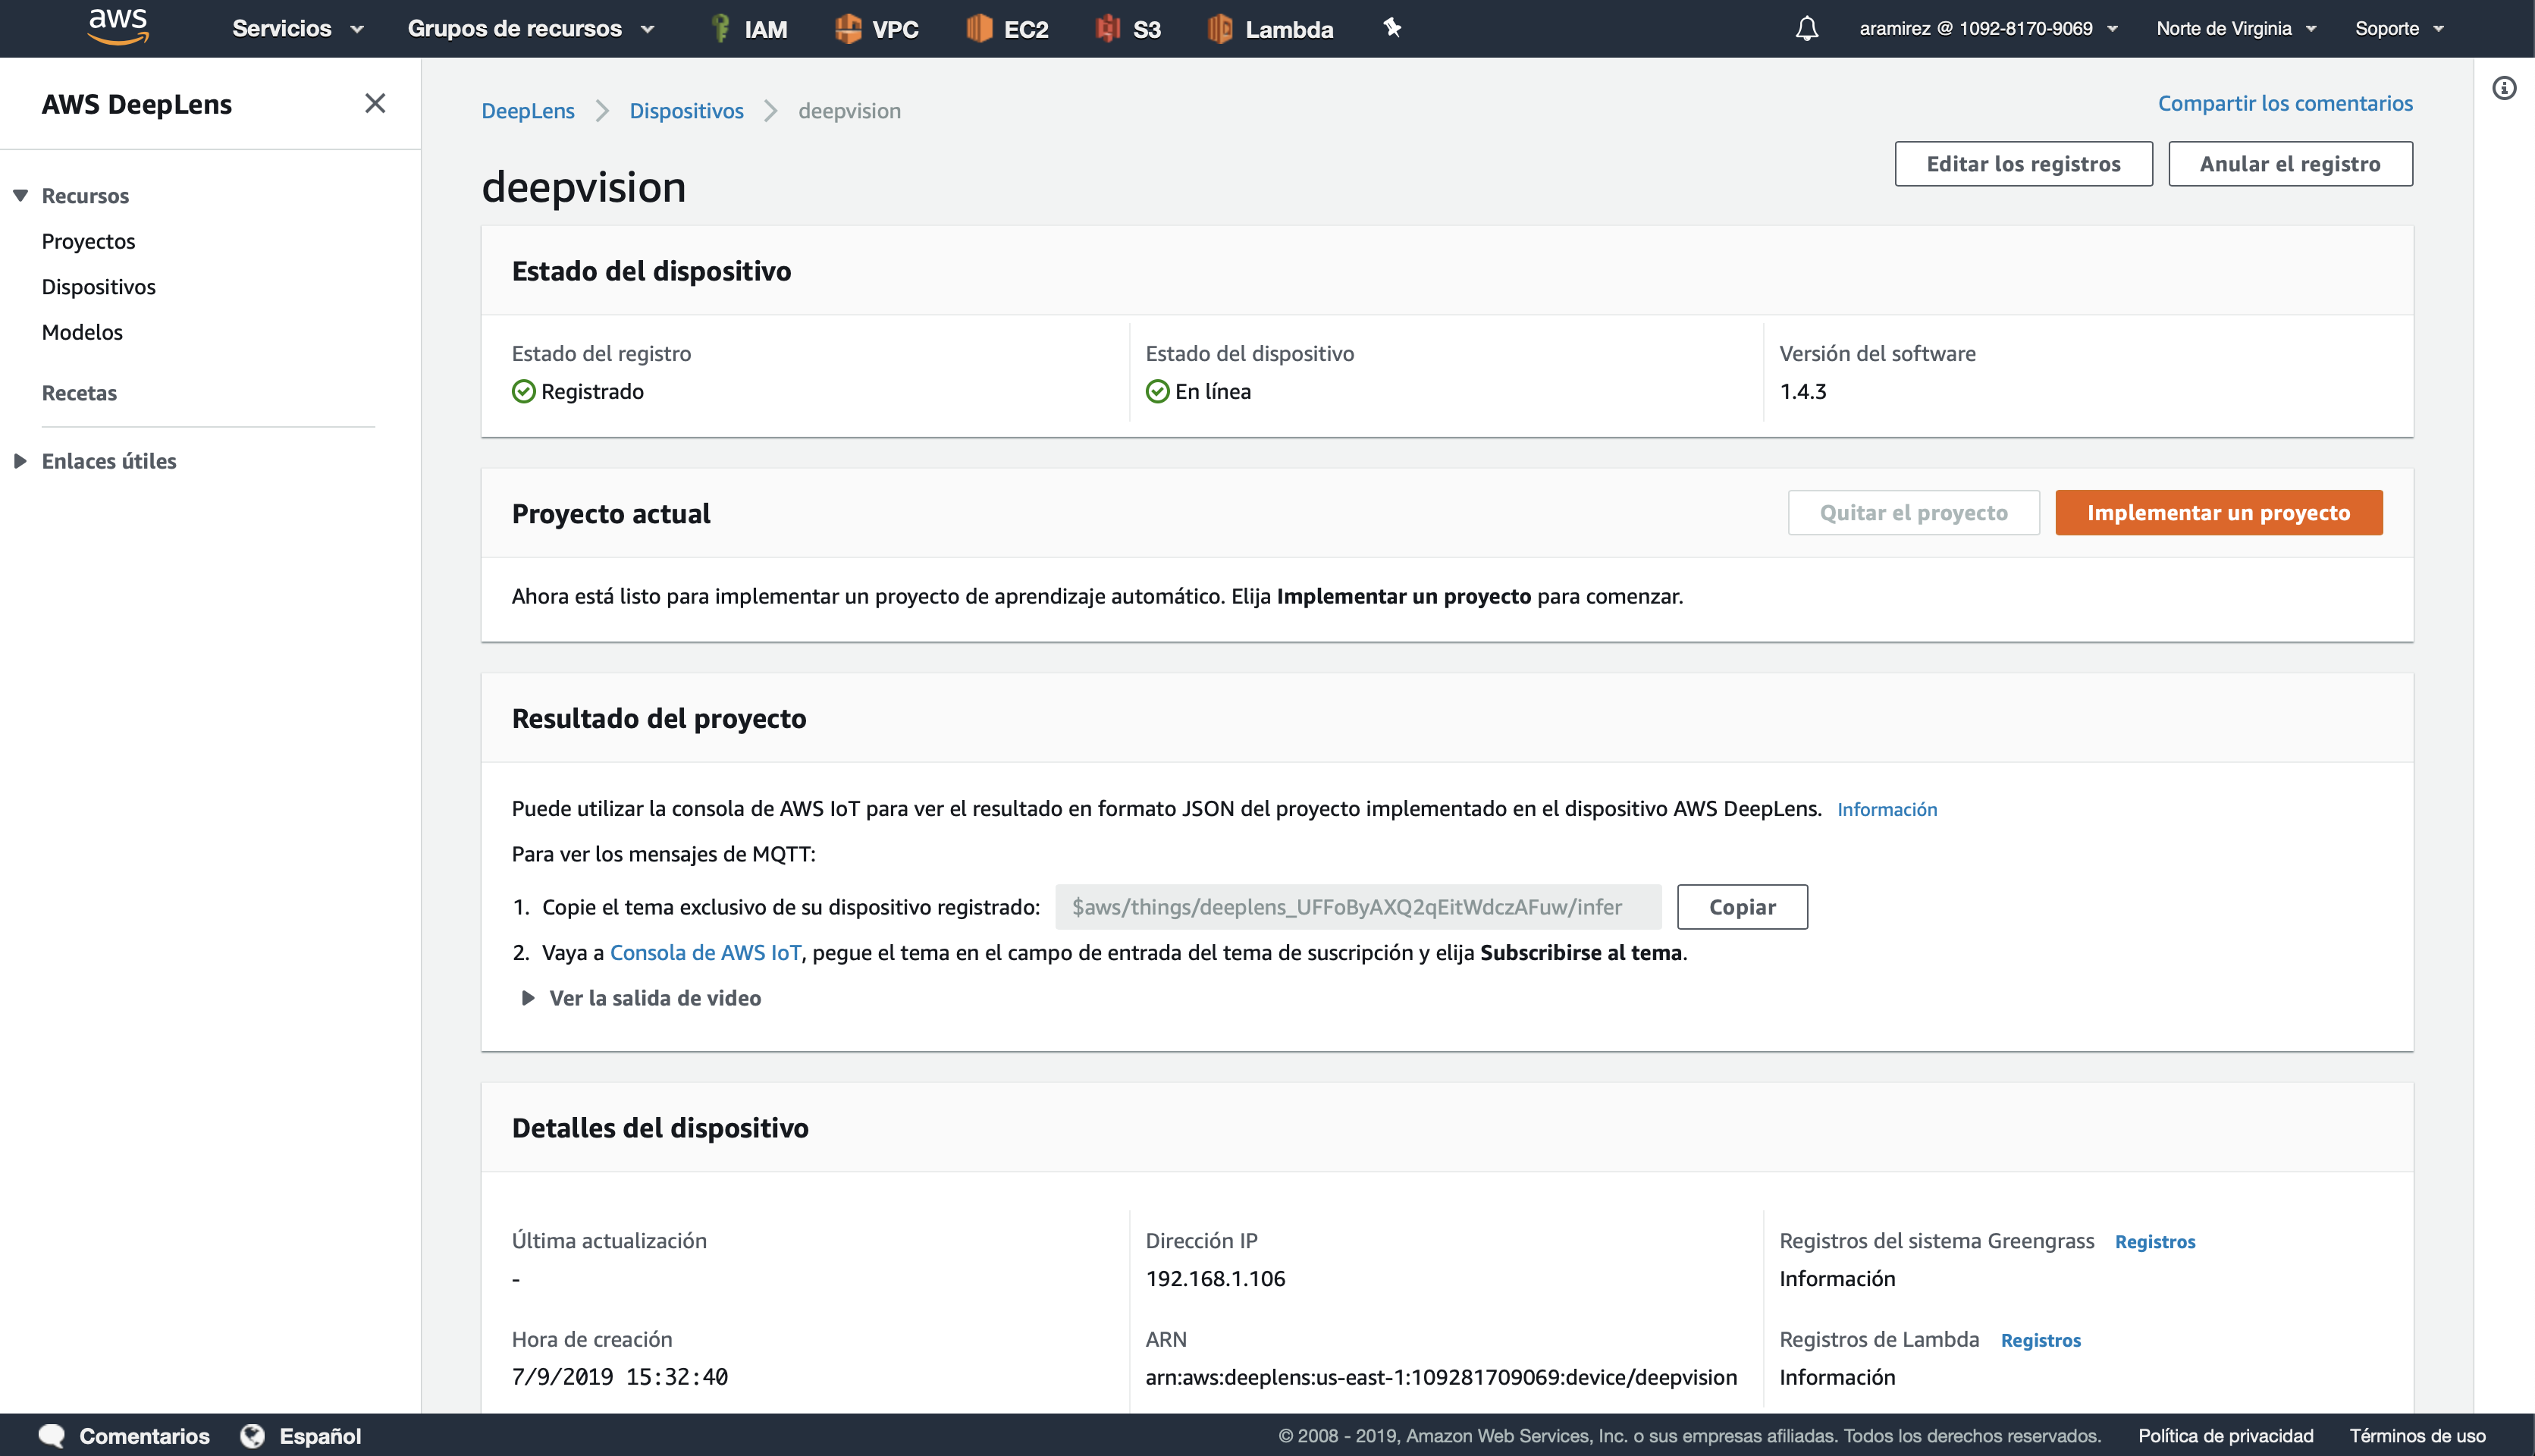 aws Servicios Grupos de recursos IAM VPC EC2 S3 Lambda aramirez @ 1092-8170-9069 Norte de Virginia Soporte
AWS DeepLens
Recursos
Proyectos
Dispositivos
Modelos
Recetas
Enlaces útiles
DeepLens Dispositivos deepvision
Compartir los comentarios
deepvision
Editar los registros Anular el registro
Estado del dispositivo
Estado del registro
Registrado
Estado del dispositivo
En línea
Versión del software
1.4.3
Proyecto actual
Quitar el proyecto Implementar un proyecto
Ahora está listo para implementar un proyecto de aprendizaje automático. Elija Implementar un proyecto para comenzar.
Resultado del proyecto
Puede utilizar la consola de AWS IoT para ver el resultado en formato JSON del proyecto implementado en el dispositivo AWS DeepLens. Información
Para ver los mensajes de MQTT:
1. Copie el tema exclusivo de su dispositivo registrado: $aws/things/deeplens_UFFoByAXQ2qEitWdczAFuw/infer Copiar
2. Vaya a Consola de AWS IoT, pegue el tema en el campo de entrada del tema de suscripción y elija Subscribirse al tema.
Ver la salida de video
Detalles del dispositivo
Última actualización
-
Dirección IP
192.168.1.106
Registros del sistema Greengrass Registros
Información
Hora de creación
7/9/2019 15:32:40
ARN
arn:aws:deeplens:us-east-1:109281709069:device/deepvision
Registros de Lambda Registros
Información
Comentarios Español © 2008 - 2019, Amazon Web Services, Inc. o sus empresas afiliadas. Todos los derechos reservados. Política de privacidad Términos de uso